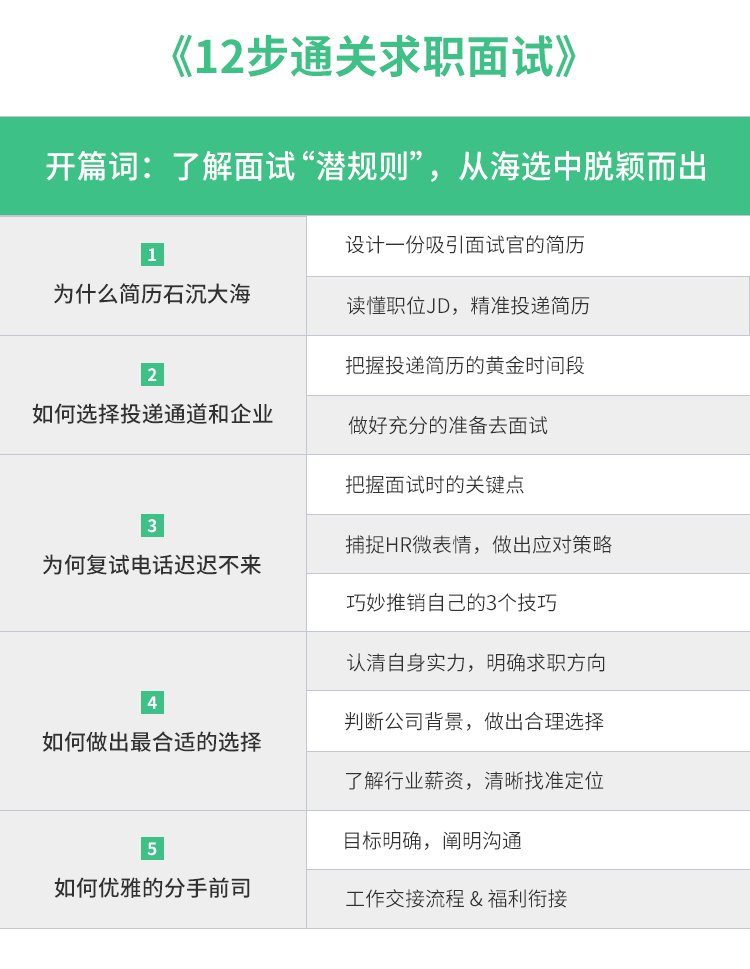 《12步通关求职面试》
开篇词：了解面试“潜规则”，从海选中脱颖而出
1
为什么简历石沉大海
设计一份吸引面试官的简历
读懂职位JD，精准投递简历
2
如何选择投递通道和企业
把握投递简历的黄金时间段
做好充分的准备去面试
3
为何复试电话迟迟不来
把握面试时的关键点
捕捉HR微表情，做出应对策略
巧妙推销自己的3个技巧
4
如何做出最合适的选择
认清自身实力，明确求职方向
判断公司背景，做出合理选择
了解行业薪资，清晰找准定位
5
如何优雅的分手前司
目标明确，阐明沟通
工作交接流程 & 福利衔接